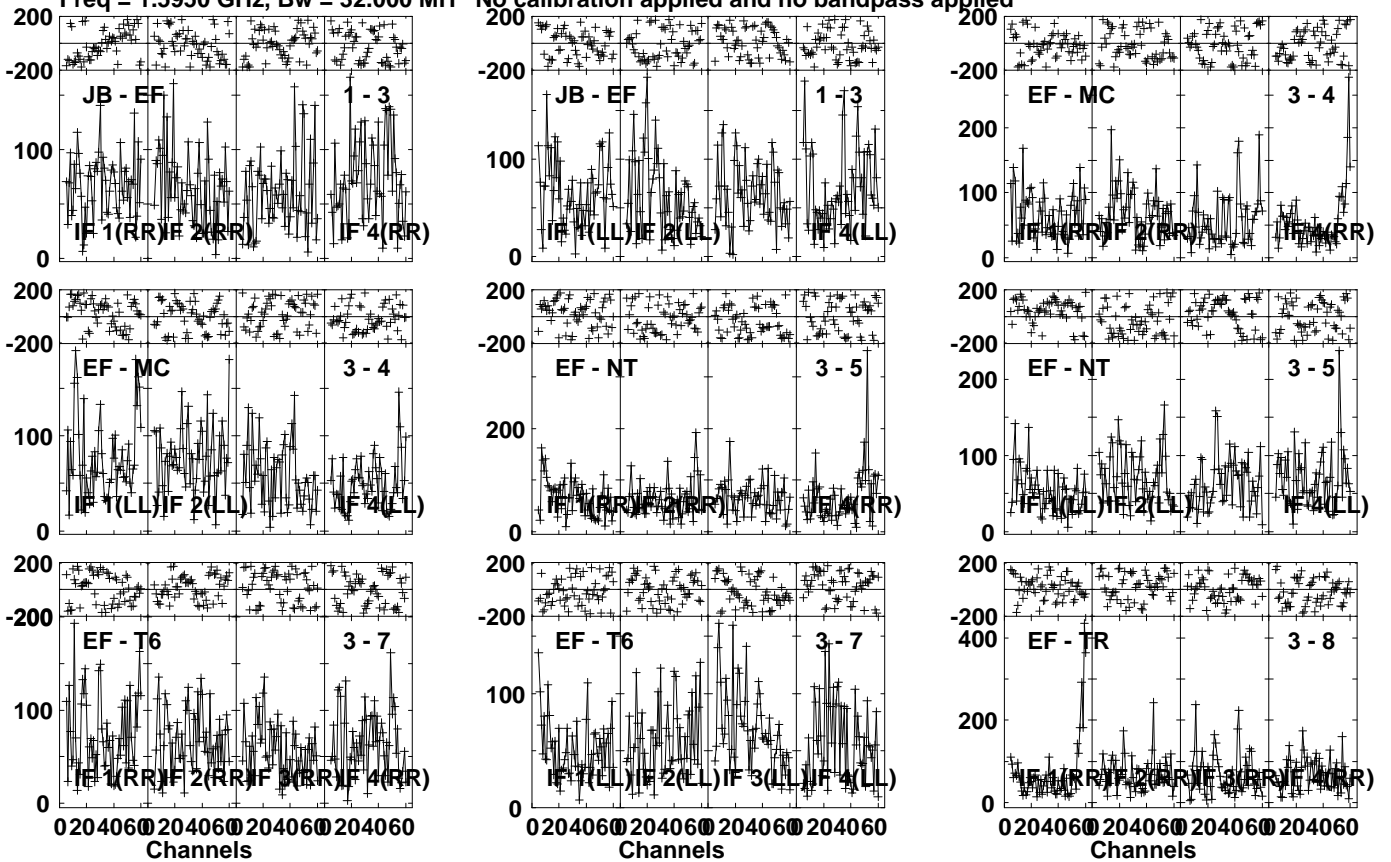 Freq = 1.5950 GHz, Bw = 32.000 MH No calibration applied and no bandpass applied
200
-200
JB - EF 1 - 3
100
0
IF 1(RR) IF 2(RR) IF 4(RR)
200
-200
JB - EF 1 - 3
100
0
IF 1(LL) IF 2(LL) IF 4(LL)
200
-200
EF - MC 3 - 4
200
100
0
IF 1(RR) IF 2(RR) IF 4(RR)
200
-200
EF - MC 3 - 4
100
0
IF 1(LL) IF 2(LL) IF 4(LL)
200
-200
EF - NT 3 - 5
200
0
IF 1(RR) IF 2(RR) IF 4(RR)
200
-200
EF - NT 3 - 5
200
100
0
IF 1(LL) IF 2(LL) IF 4(LL)
200
-200
200
EF - T6 3 - 7
100
0
IF 1(RR) IF 2(RR) IF 3(RR) IF 4(RR)
0 20 40 60 0 20 40 60 0 20 40 60 0 20 40 60
Channels
200
-200
EF - T6 3 - 7
100
0
IF 1(LL) IF 2(LL) IF 3(LL) IF 4(LL)
0 20 40 60 0 20 40 60 0 20 40 60 0 20 40 60
Channels
200
-200
EF - TR 3 - 8
400
200
0
IF 1(RR) IF 2(RR) IF 3(RR) IF 4(RR)
0 20 40 60 0 20 40 60 0 20 40 60 0 20 40 60
Channels